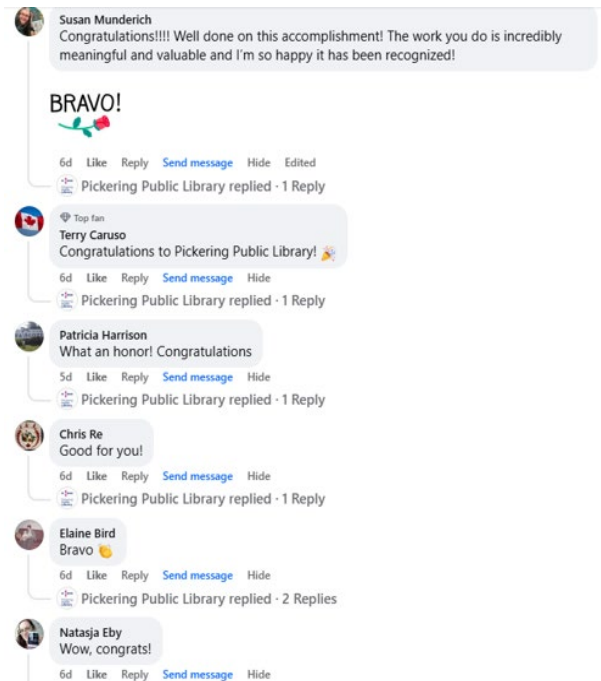 Susan Munderich
Congratulations!!!! Well done on this accomplishment! The work you do is incredibly
meaningful and valuable and I'm so happy it has been recognized!
BRAVO!
6d Like Reply Send message Hide Edited
Pickering Public Library replied · 1 Reply
Top fan
Terry Caruso
Congratulations to Pickering Public Library! 🎉
6d Like Reply Send message Hide
Pickering Public Library replied · 1 Reply
Patricia Harrison
What an honor! Congratulations
5d Like Reply Send message Hide
Pickering Public Library replied · 1 Reply
Chris Re
Good for you!
6d Like Reply Send message Hide
Pickering Public Library replied · 1 Reply
Elaine Bird
Bravo 👏
6d Like Reply Send message Hide
Pickering Public Library replied · 2 Replies
Natasja Eby
Wow, congrats!
6d Like Reply Send message Hide